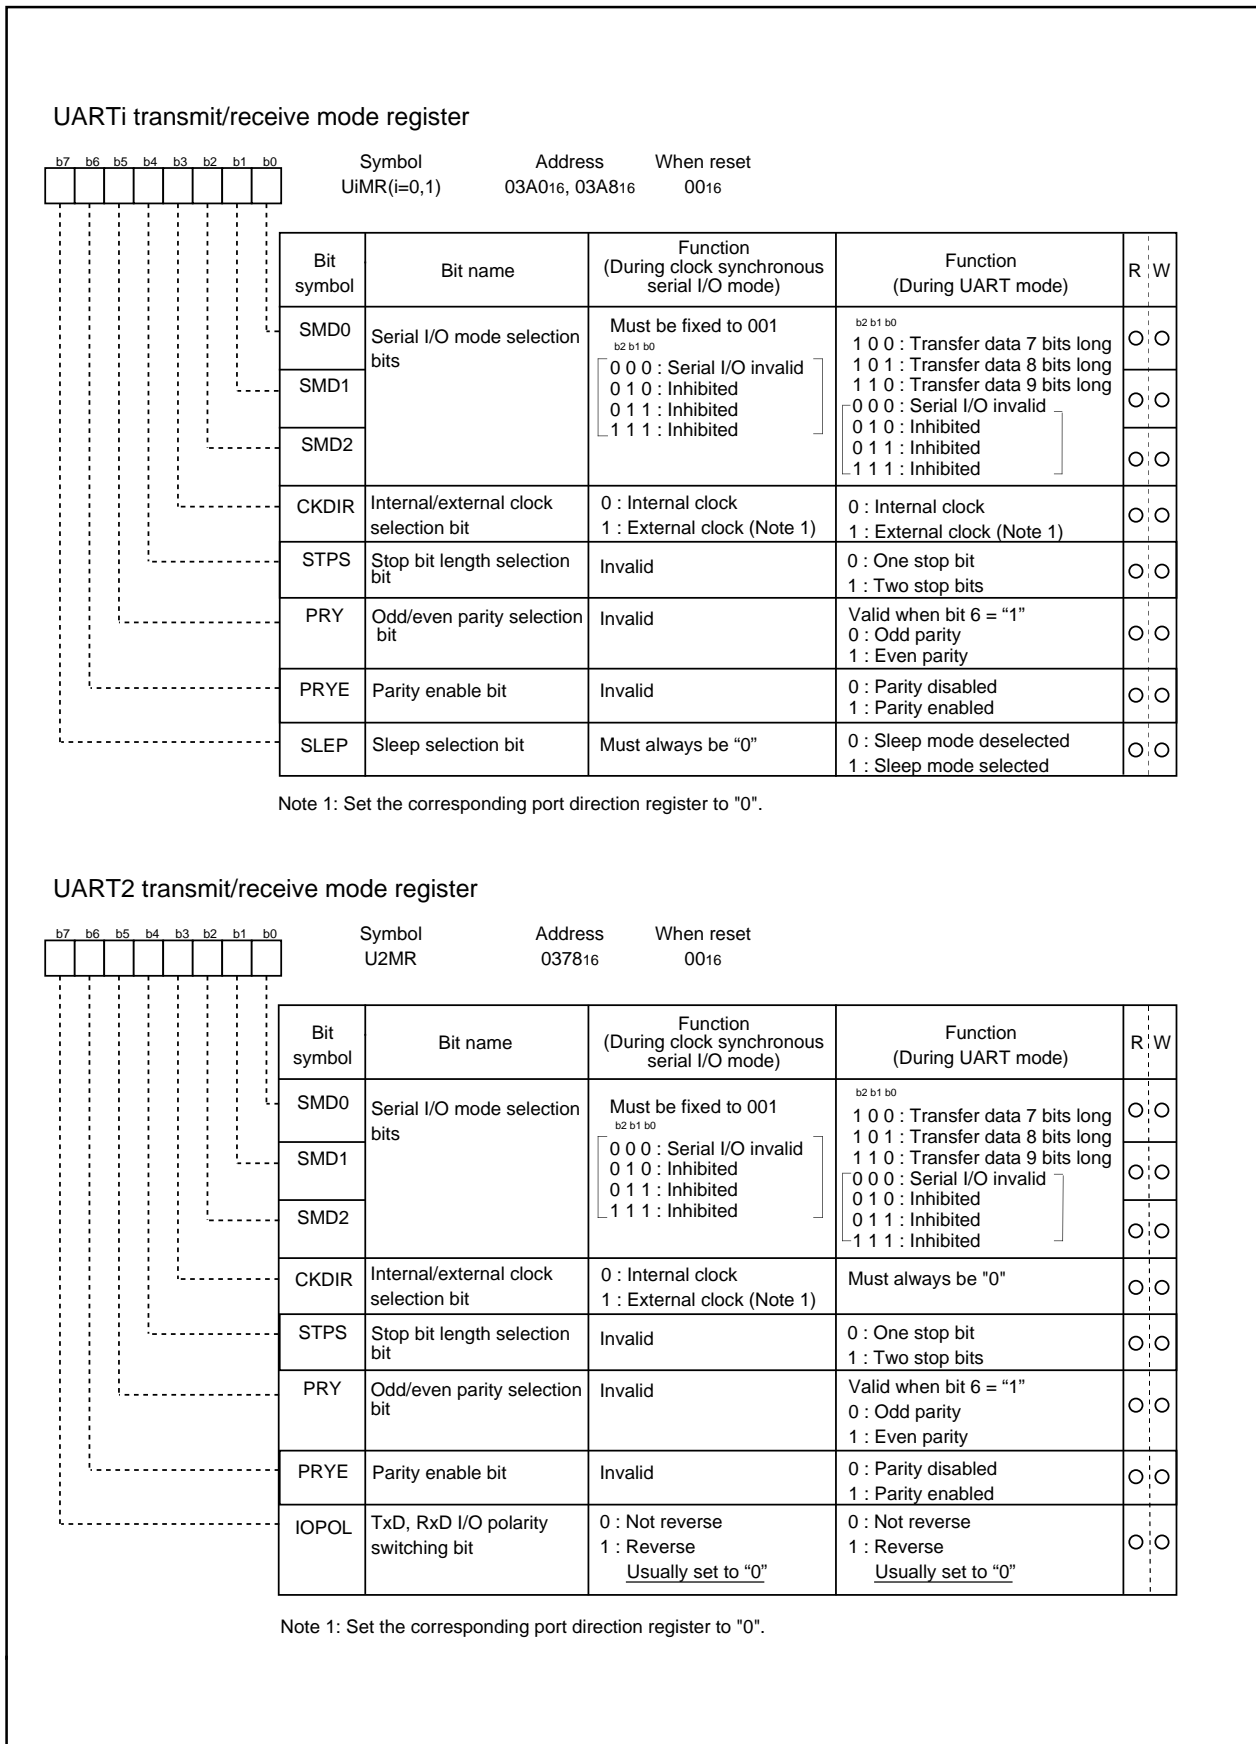 UARTi transmit/receive mode register
b7 b6 b5 b4 b3 b2 b1 b0
Symbol Address When reset
UiMR(i=0,1) 03A016, 03A816 0016
Bit symbol
Bit name
Function
(During clock synchronous
serial I/O mode)
Function
(During UART mode)
R W
SMD0
SMD1
SMD2
Serial I/O mode selection
bits
Must be fixed to 001
b2 b1 b0
0 0 0 : Serial I/O invalid
0 1 0 : Inhibited
0 1 1 : Inhibited
1 1 1 : Inhibited
b2 b1 b0
1 0 0 : Transfer data 7 bits long
1 0 1 : Transfer data 8 bits long
1 1 0 : Transfer data 9 bits long
0 0 0 : Serial I/O invalid
0 1 0 : Inhibited
0 1 1 : Inhibited
1 1 1 : Inhibited
CKDIR
Internal/external clock
selection bit
0 : Internal clock
1 : External clock (Note 1)
0 : Internal clock
1 : External clock (Note 1)
STPS
Stop bit length selection
bit
Invalid
0 : One stop bit
1 : Two stop bits
PRY
Odd/even parity selection
bit
Invalid
Valid when bit 6 = “1”
0 : Odd parity
1 : Even parity
PRYE
Parity enable bit
Invalid
0 : Parity disabled
1 : Parity enabled
SLEP
Sleep selection bit
Must always be “0”
0 : Sleep mode deselected
1 : Sleep mode selected
Note 1: Set the corresponding port direction register to "0".
UART2 transmit/receive mode register
b7 b6 b5 b4 b3 b2 b1 b0
Symbol Address When reset
U2MR 037816 0016
Bit symbol
Bit name
Function
(During clock synchronous
serial I/O mode)
Function
(During UART mode)
R W
SMD0
SMD1
SMD2
Serial I/O mode selection
bits
Must be fixed to 001
b2 b1 b0
0 0 0 : Serial I/O invalid
0 1 0 : Inhibited
0 1 1 : Inhibited
1 1 1 : Inhibited
b2 b1 b0
1 0 0 : Transfer data 7 bits long
1 0 1 : Transfer data 8 bits long
1 1 0 : Transfer data 9 bits long
0 0 0 : Serial I/O invalid
0 1 0 : Inhibited
0 1 1 : Inhibited
1 1 1 : Inhibited
CKDIR
Internal/external clock
selection bit
0 : Internal clock
1 : External clock (Note 1)
Must always be "0"
STPS
Stop bit length selection
bit
Invalid
0 : One stop bit
1 : Two stop bits
PRY
Odd/even parity selection
bit
Invalid
Valid when bit 6 = “1”
0 : Odd parity
1 : Even parity
PRYE
Parity enable bit
Invalid
0 : Parity disabled
1 : Parity enabled
IOPOL
TxD, RxD I/O polarity
switching bit
0 : Not reverse
1 : Reverse
Usually set to “0”
0 : Not reverse
1 : Reverse
Usually set to “0”
Note 1: Set the corresponding port direction register to "0".